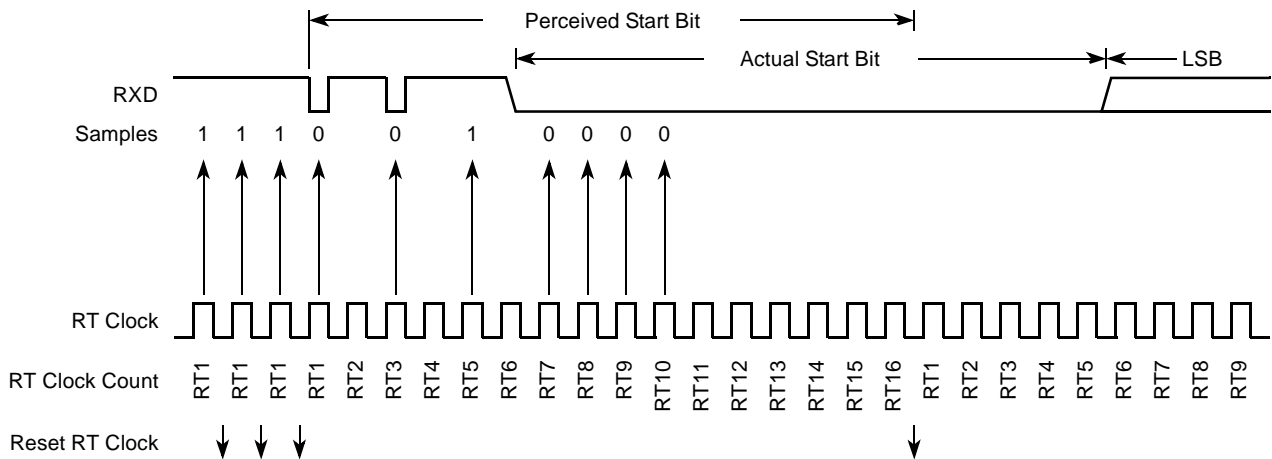 Perceived Start Bit
Actual Start Bit
LSB
RXD
Samples 1 1 1 0 0 1 0 0 0 0
RT Clock
RT Clock Count RT1 RT1 RT1 RT1 RT2 RT3 RT4 RT5 RT6 RT7 RT8 RT9 RT10 RT11 RT12 RT13 RT14 RT15 RT16 RT1 RT2 RT3 RT4 RT5 RT6 RT7 RT8 RT9
Reset RT Clock